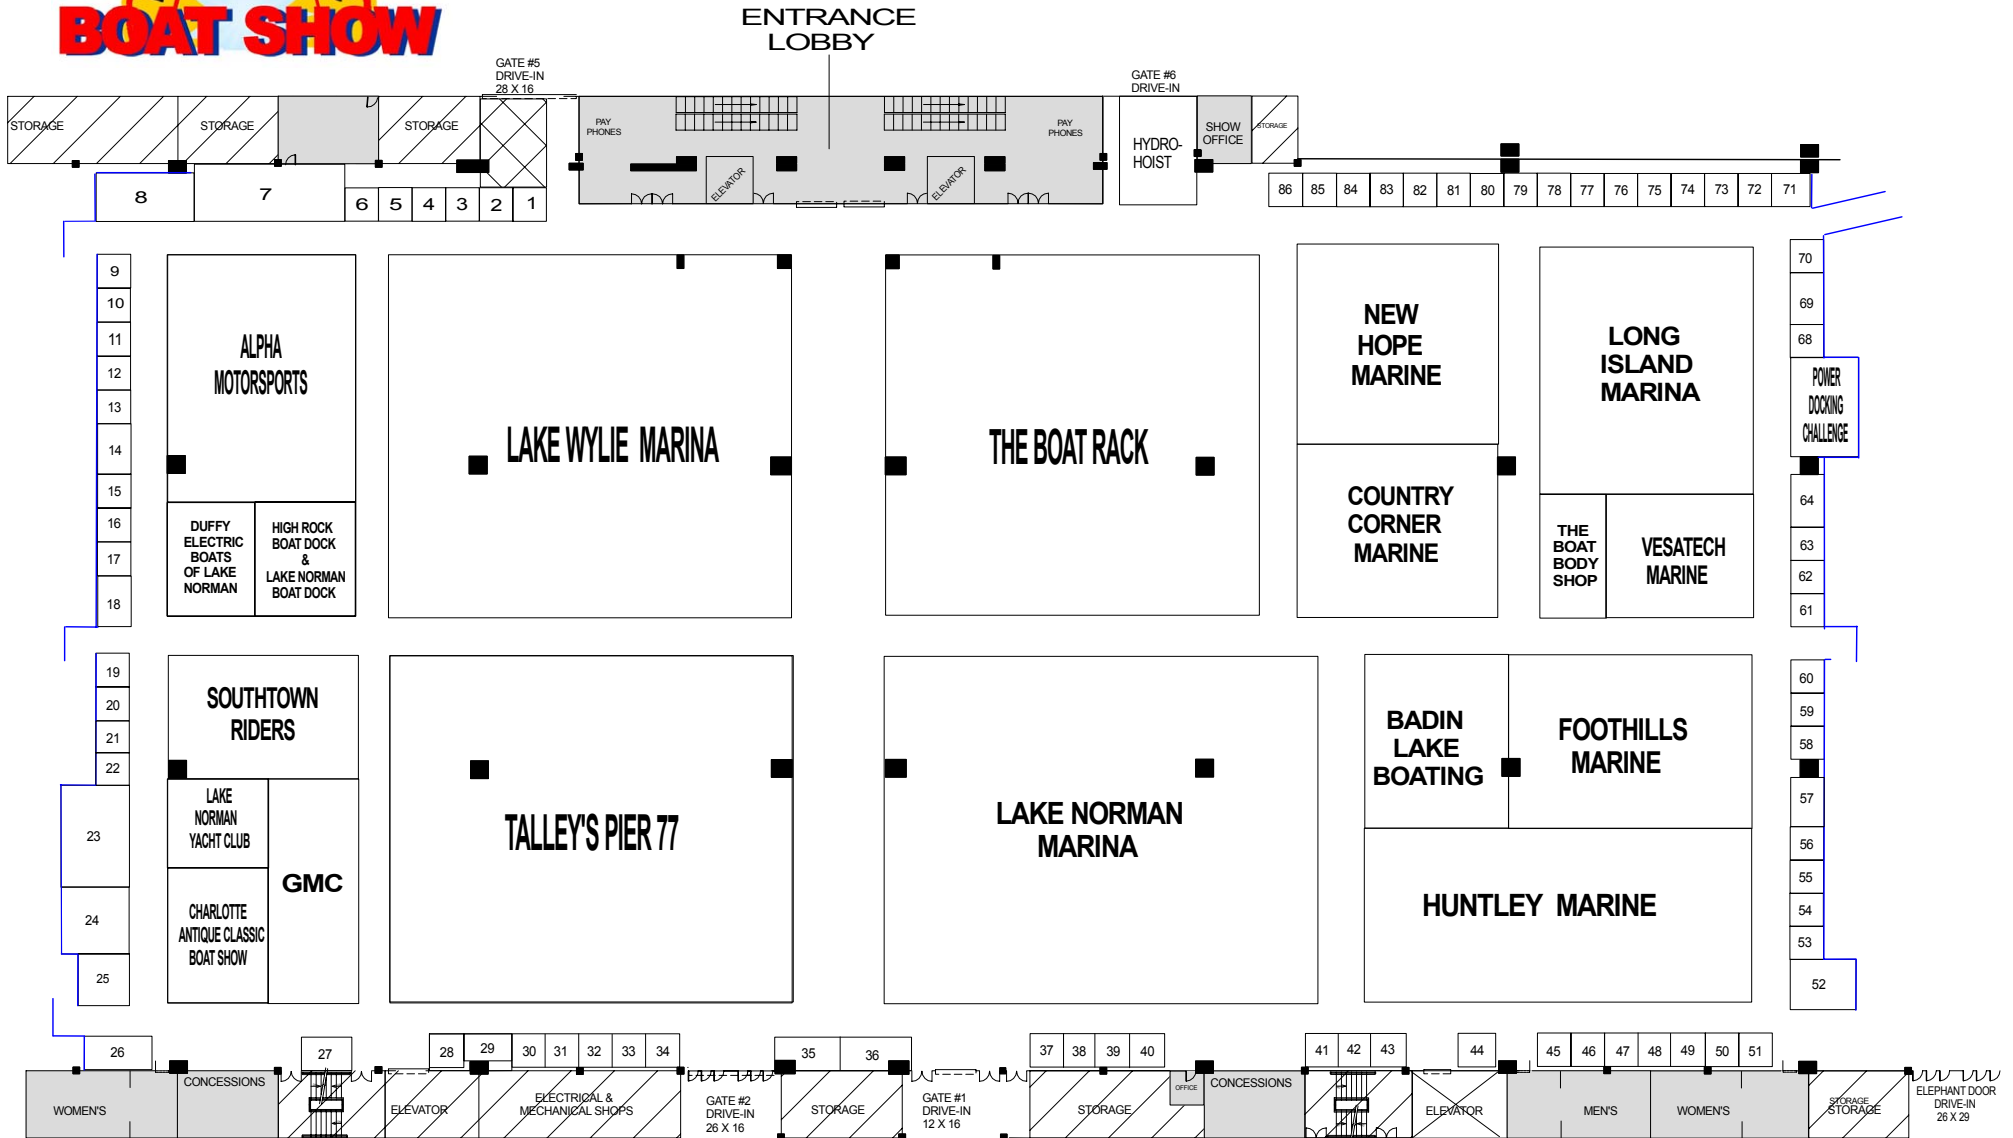 BOAT SHOW
ENTRANCE
LOBBY
GATE #5
DRIVE-IN
28 X 16
GATE #6
DRIVE-IN
STORAGE
STORAGE
STORAGE
PAY
PHONES
ELEVATOR
ELEVATOR
PAY
PHONES
HYDRO-
HOIST
SHOW
OFFICE
STORAGE
8
7
6
5
4
3
2
1
86
85
84
83
82
81
80
79
78
77
76
75
74
73
72
71
9
10
11
12
13
14
15
16
17
18
ALPHA
MOTORSPORTS
DUFFY
ELECTRIC
BOATS
OF LAKE
NORMAN
HIGH ROCK
BOAT DOCK
&
LAKE NORMAN
BOAT DOCK
LAKE WYLIE MARINA
THE BOAT RACK
NEW
HOPE
MARINE
COUNTRY
CORNER
MARINE
LONG
ISLAND
MARINA
THE
BOAT
BODY
SHOP
VESATECH
MARINE
70
69
68
POWER
DOCKING
CHALLENGE
64
63
62
61
19
20
21
22
23
24
25
SOUTHTOWN
RIDERS
LAKE
NORMAN
YACHT CLUB
GMC
CHARLOTTE
ANTIQUE CLASSIC
BOAT SHOW
TALLEY'S PIER 77
LAKE NORMAN
MARINA
BADIN
LAKE
BOATING
FOOTHILLS
MARINE
HUNTLEY MARINE
60
59
58
57
56
55
54
53
52
26
27
28
29
30
31
32
33
34
35
36
37
38
39
40
41
42
43
44
45
46
47
48
49
50
51
WOMEN'S
CONCESSIONS
ELEVATOR
ELECTRICAL &
MECHANICAL SHOPS
GATE #2
DRIVE-IN
26 X 16
STORAGE
GATE #1
DRIVE-IN
12 X 16
STORAGE
OFFICE
CONCESSIONS
ELEVATOR
MEN'S
WOMEN'S
STORAGE
STORAGE
ELEPHANT DOOR
DRIVE-IN
26 X 29